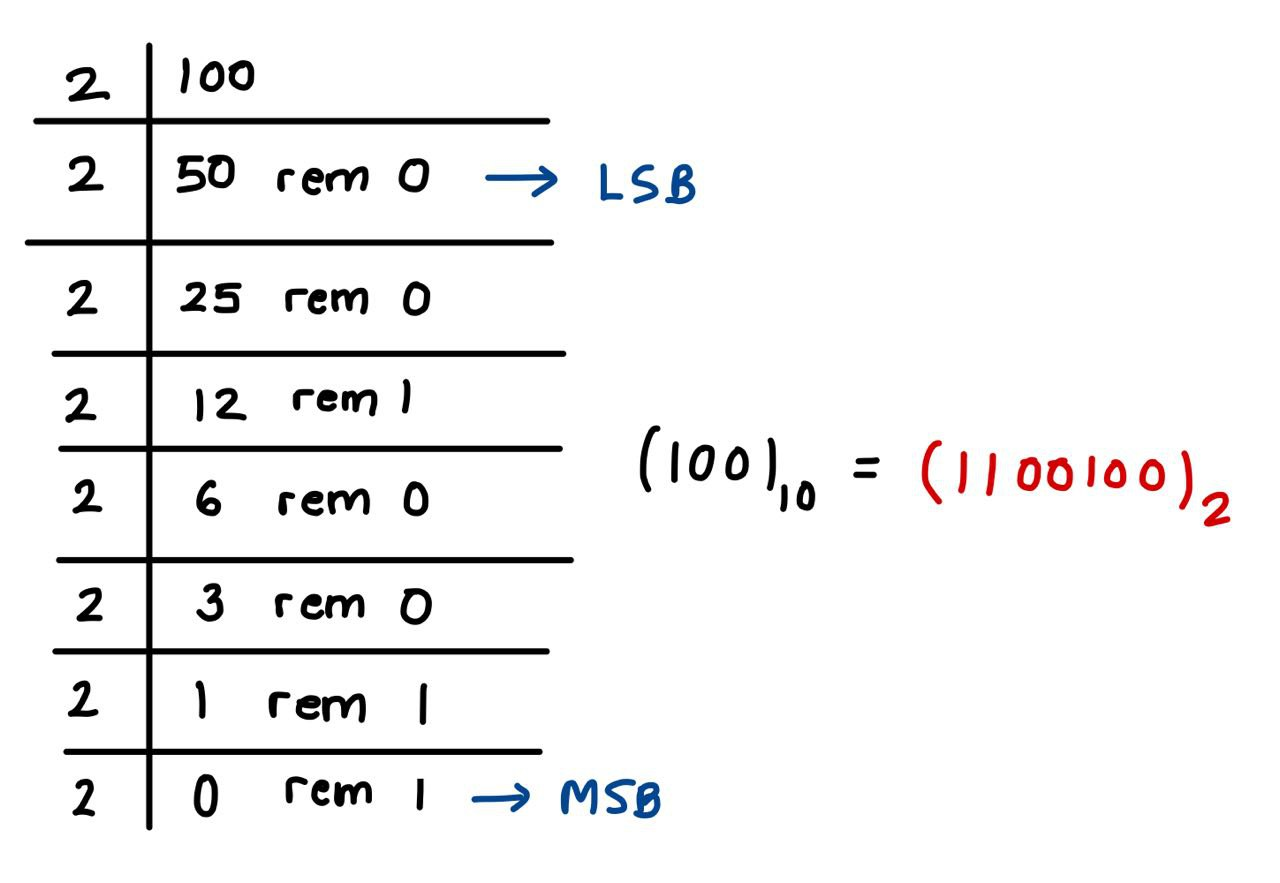 2 100
2 50 rem 0 → LSB
2 25 rem 0
2 12 rem 1
(100)₁₀ = (1100100)₂
2 6 rem 0
2 3 rem 0
2 1 rem 1
2 0 rem 1 → MSB